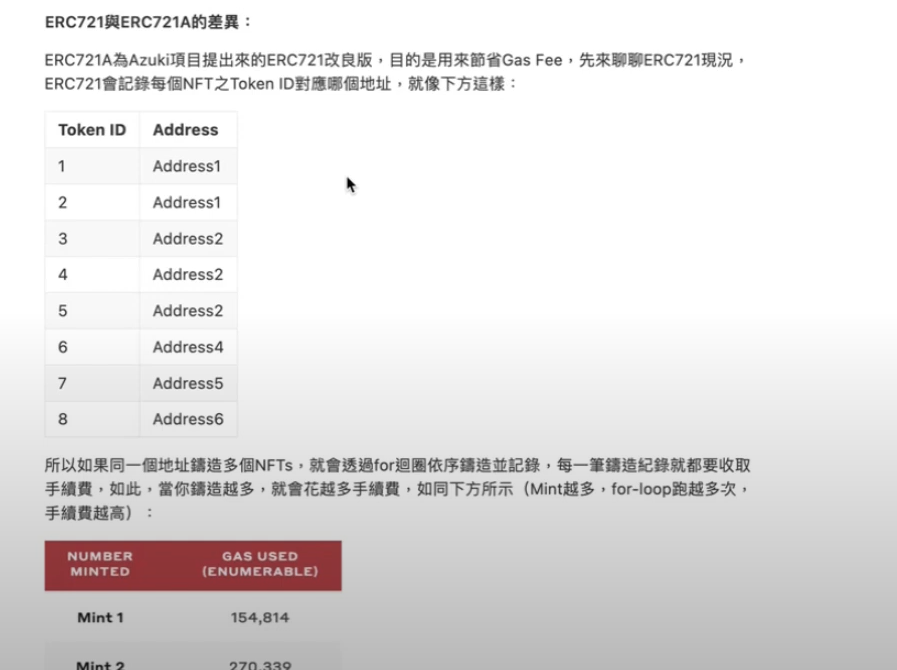 ERC721與ERC721A的差異：
ERC721A為Azuki項目提出來的ERC721改良版，目的是用來節省Gas Fee，先來聊聊ERC721現況，
ERC721會記錄每個NFT之Token ID對應哪個地址，就像下方這樣：
Token ID Address
1 Address1
2 Address1
3 Address2
4 Address2
5 Address2
6 Address4
7 Address5
8 Address6
所以如果同一個地址鑄造多個NFTs，就會透過for迴圈依序鑄造並記錄，每一筆鑄造紀錄就都要收取
手續費，如此，當你鑄造越多，就會花越多手續費，如同下方所示（Mint越多，for-loop跑越多次，
手續費越高）：
NUMBER GAS USED
MINTED (ENUMERABLE)
Mint 1 154,814
Mint 2 270,339